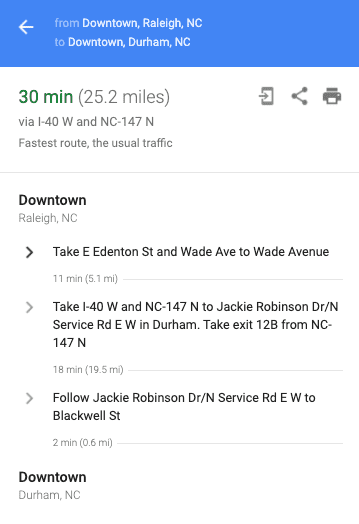 from Downtown, Raleigh, NC
to Downtown, Durham, NC
30 min (25.2 miles)
via I-40 W and NC-147 N
Fastest route, the usual traffic
Downtown
Raleigh, NC
Take E Edenton St and Wade Ave to Wade Avenue
11 min (5.1 mi)
Take I-40 W and NC-147 N to Jackie Robinson Dr/N
Service Rd E W in Durham. Take exit 12B from NC-
147 N
18 min (19.5 mi)
Follow Jackie Robinson Dr/N Service Rd E W to
Blackwell St
2 min (0.6 mi)
Downtown
Durham, NC